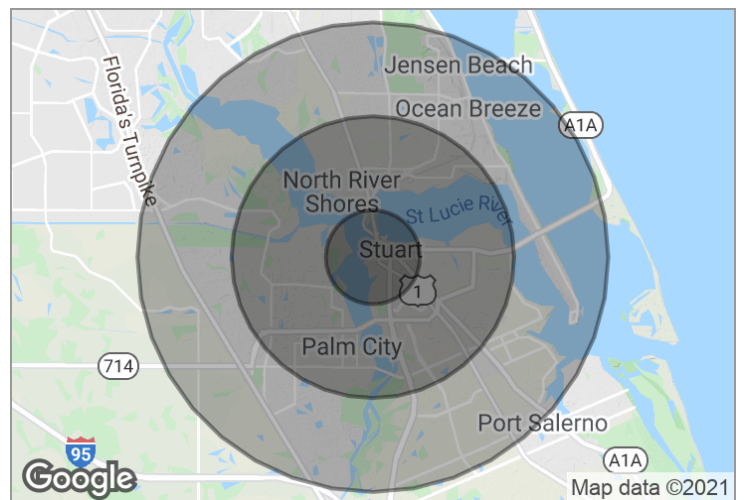 Jensen Beach
Florida's Turnpike
Ocean Breeze
A1A
North River
Shores
St Lucie River
Stuart
1
Palm City
714
Port Salerno
95
A1A
Google
Map data ©2021